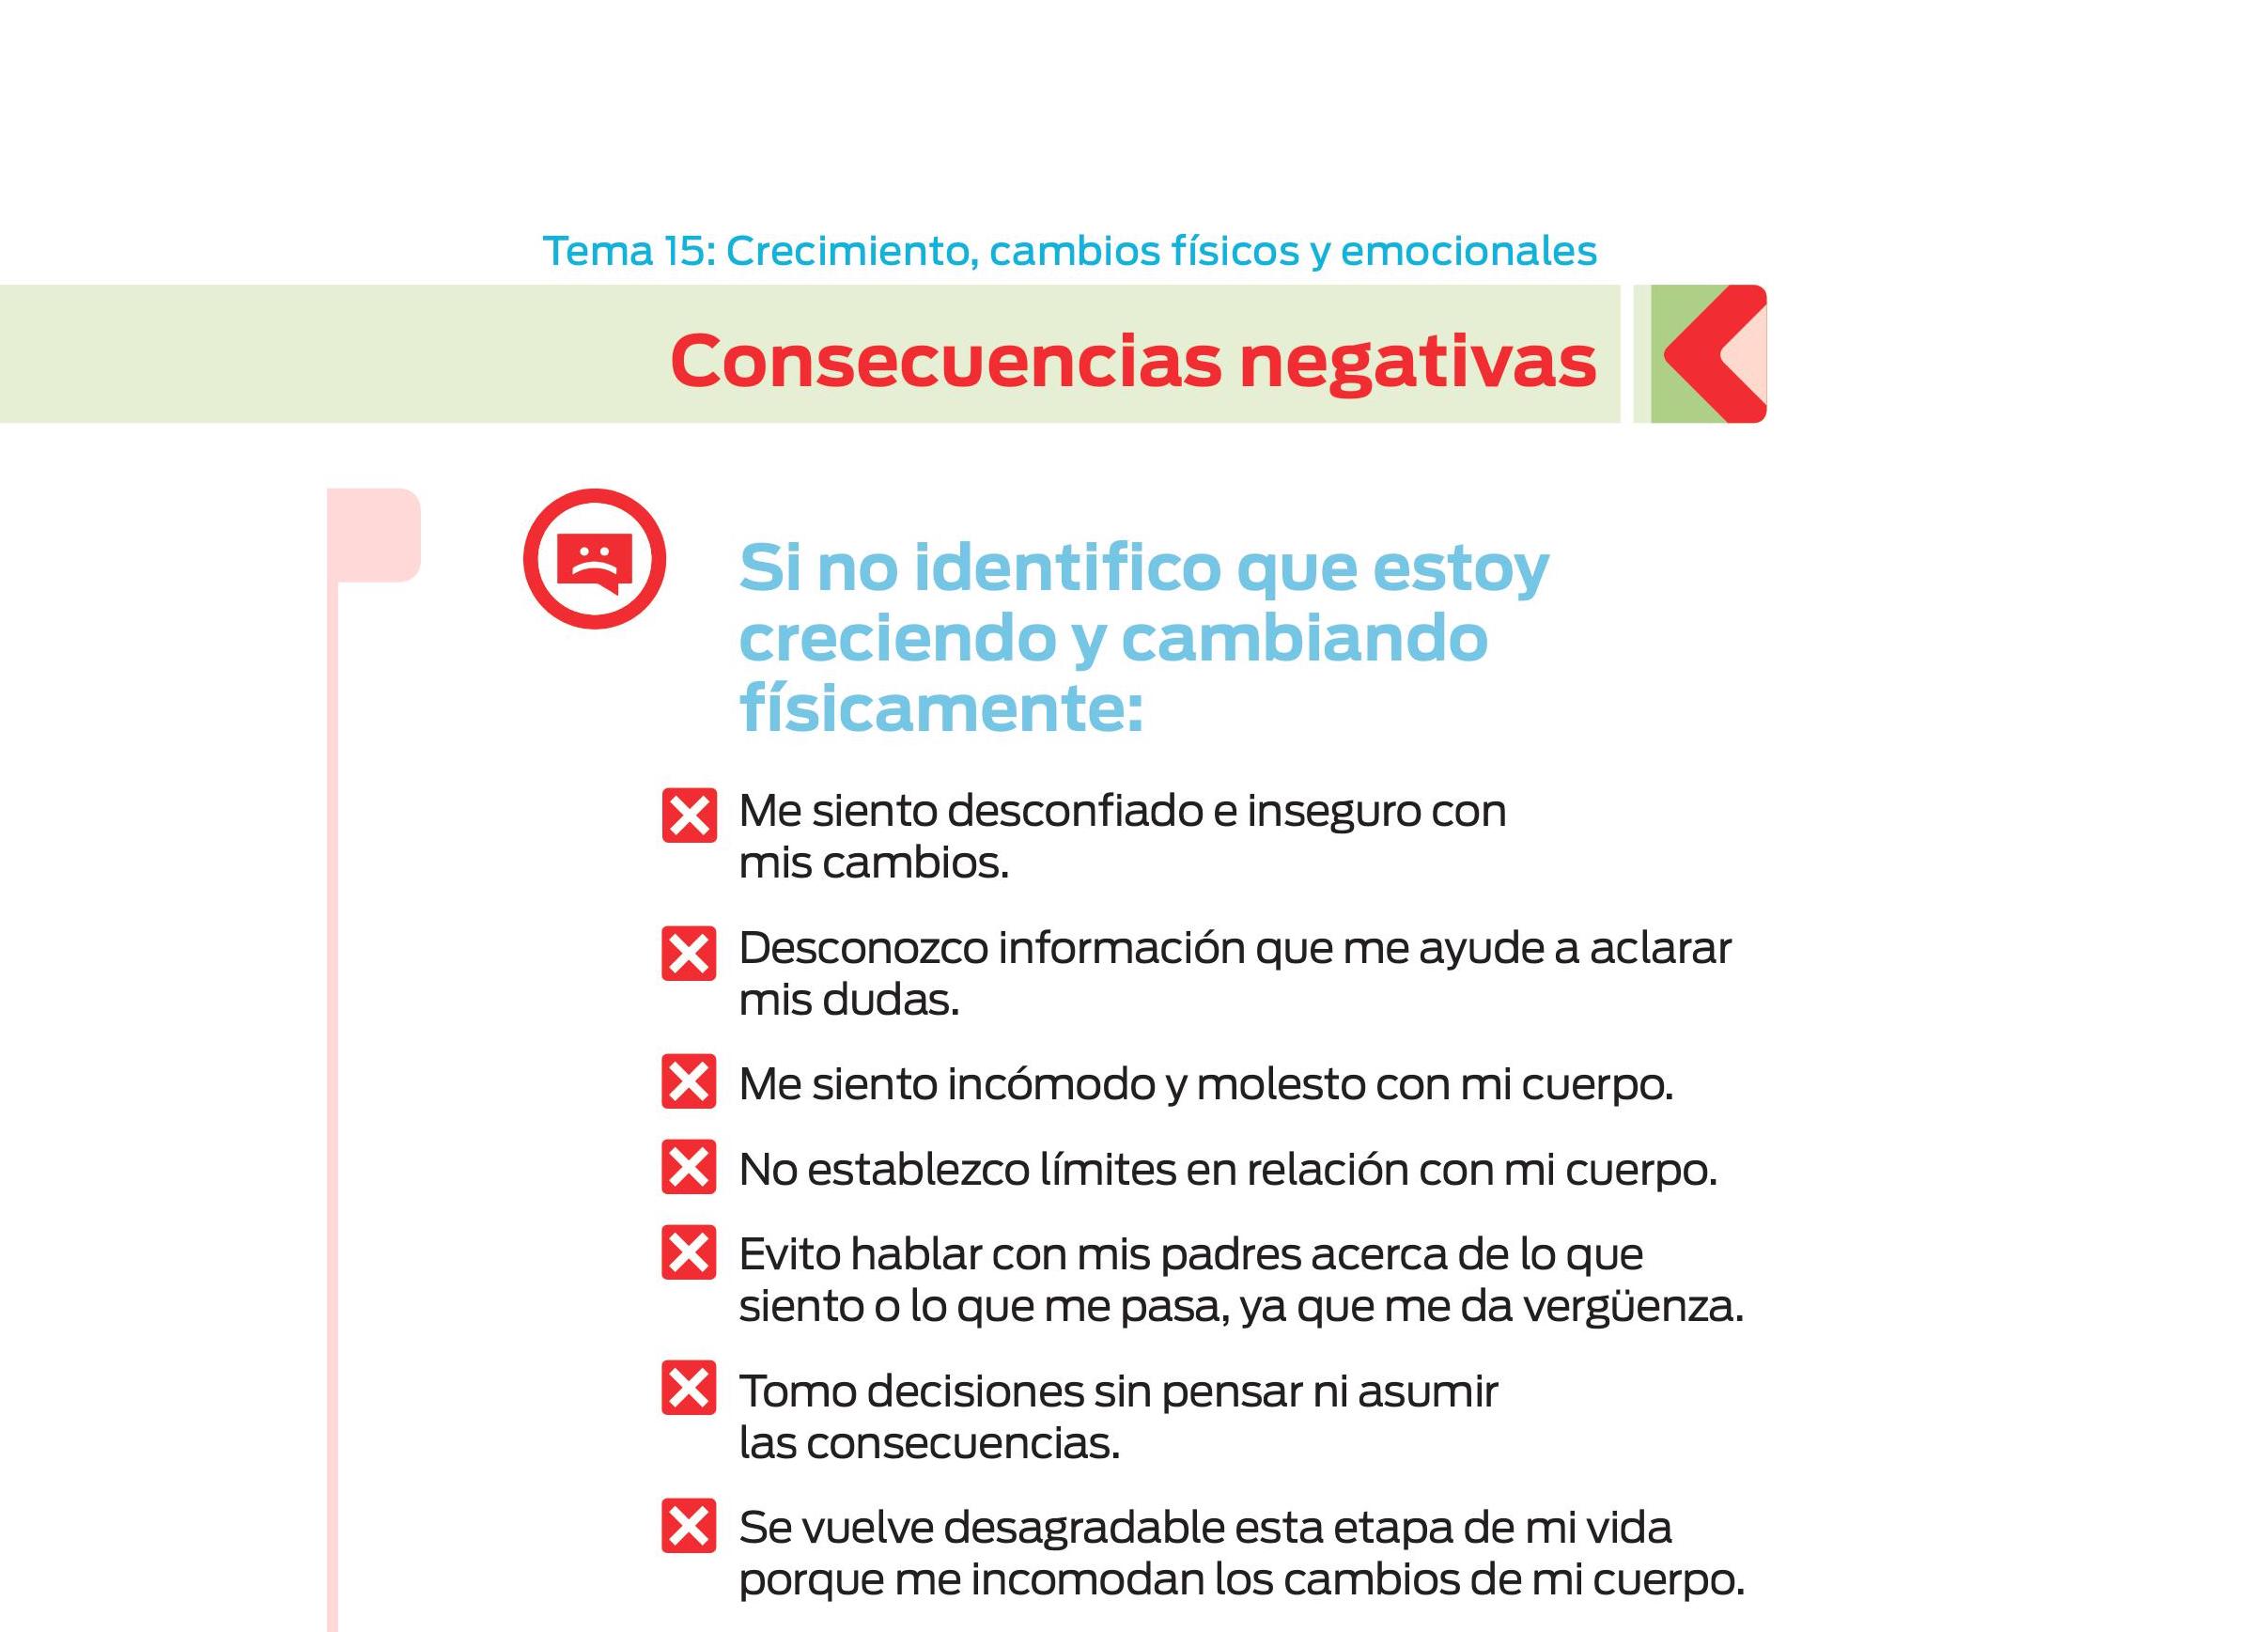 Tema 15: Crecimiento, cambios físicos y emocionales
Consecuencias negativas
Si no identifico que estoy
creciendo y cambiando
físicamente:
Me siento desconfiado e inseguro con
mis cambios.
Desconozco información que me ayude a aclarar
mis dudas.
Me siento incómodo y molesto con mi cuerpo.
No establezco límites en relación con mi cuerpo.
Evito hablar con mis padres acerca de lo que
siento o lo que me pasa, ya que me da vergüenza.
Tomo decisiones sin pensar ni asumir
las consecuencias.
Se vuelve desagradable esta etapa de mi vida
porque me incomodan los cambios de mi cuerpo.